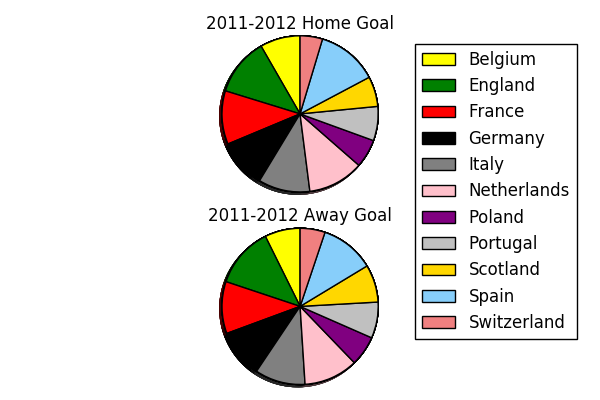 2011-2012 Home Goal
2011-2012 Away Goal
Belgium
England
France
Germany
Italy
Netherlands
Poland
Portugal
Scotland
Spain
Switzerland